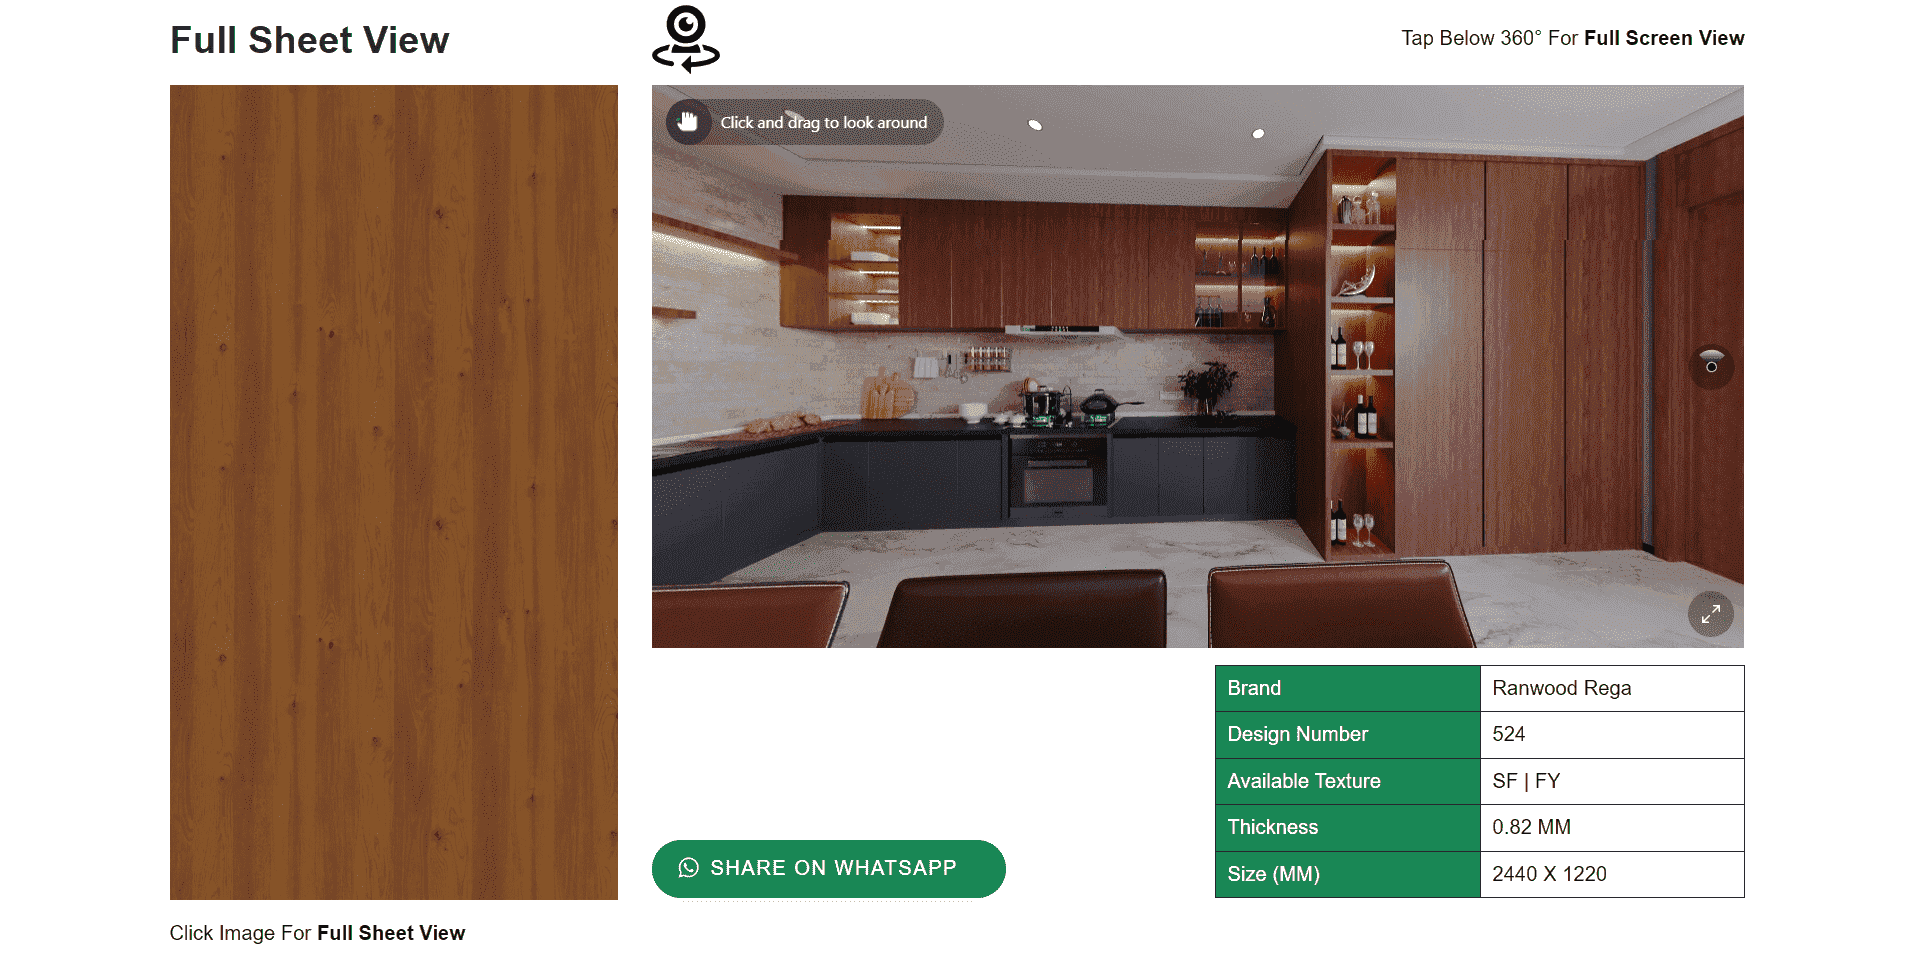 Full Sheet View
Tap Below 360° For Full Screen View
Click and drag to look around
Brand
Ranwood Rega
Design Number
524
Available Texture
SF | FY
Thickness
0.82 MM
Size (MM)
2440 X 1220
SHARE ON WHATSAPP
Click Image For Full Sheet View